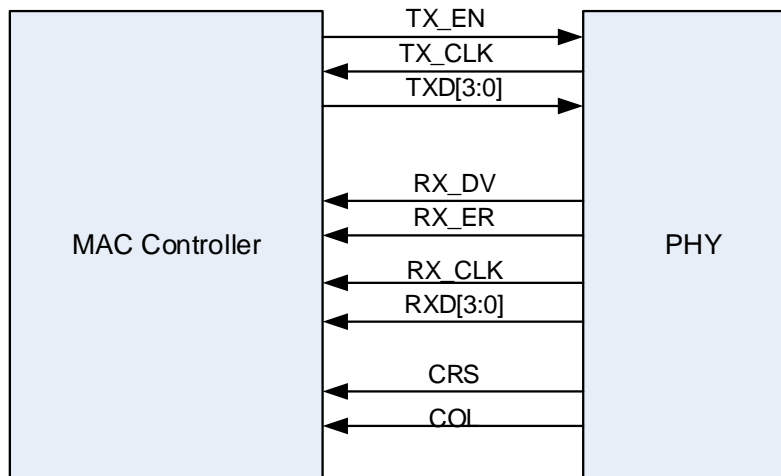 TX_EN
TX_CLK
TXD[3:0]
RX_DV
RX_ER
MAC Controller
PHY
RX_CLK
RXD[3:0]
CRS
COL